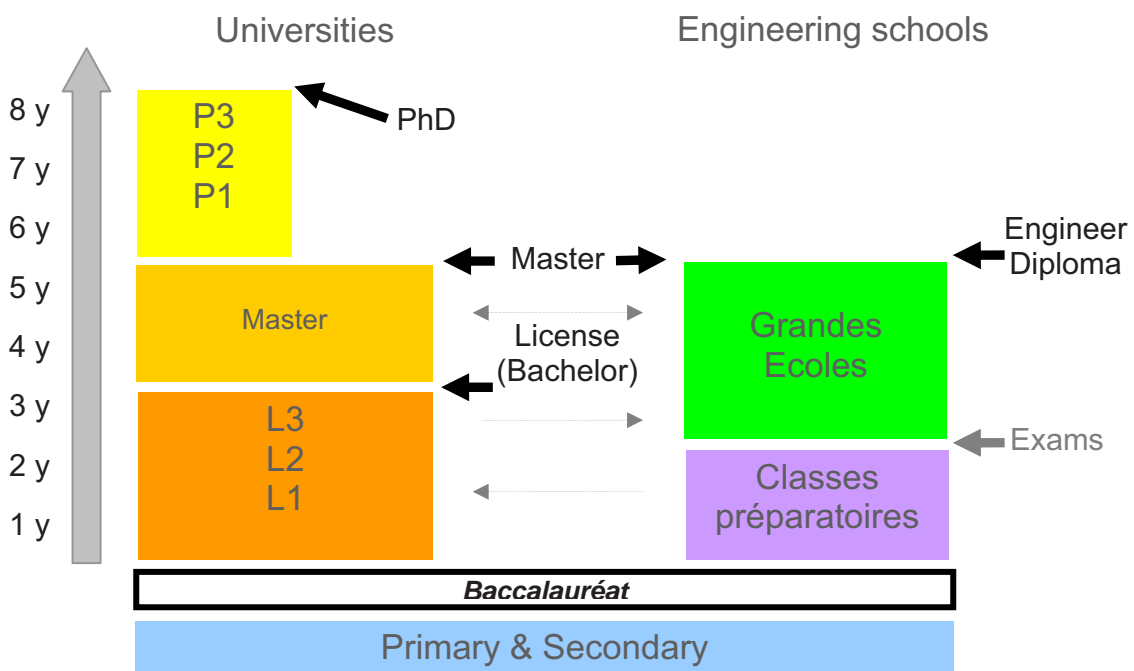 Universities
Engineering schools
8 y
7 y
6 y
5 y
4 y
3 y
2 y
1 y
P3
P2
P1
PhD
Master
Engineer
Diploma
Master
License
(Bachelor)
Grandes
Ecoles
L3
L2
L1
Exams
Classes
préparatoires
Baccalauréat
Primary & Secondary